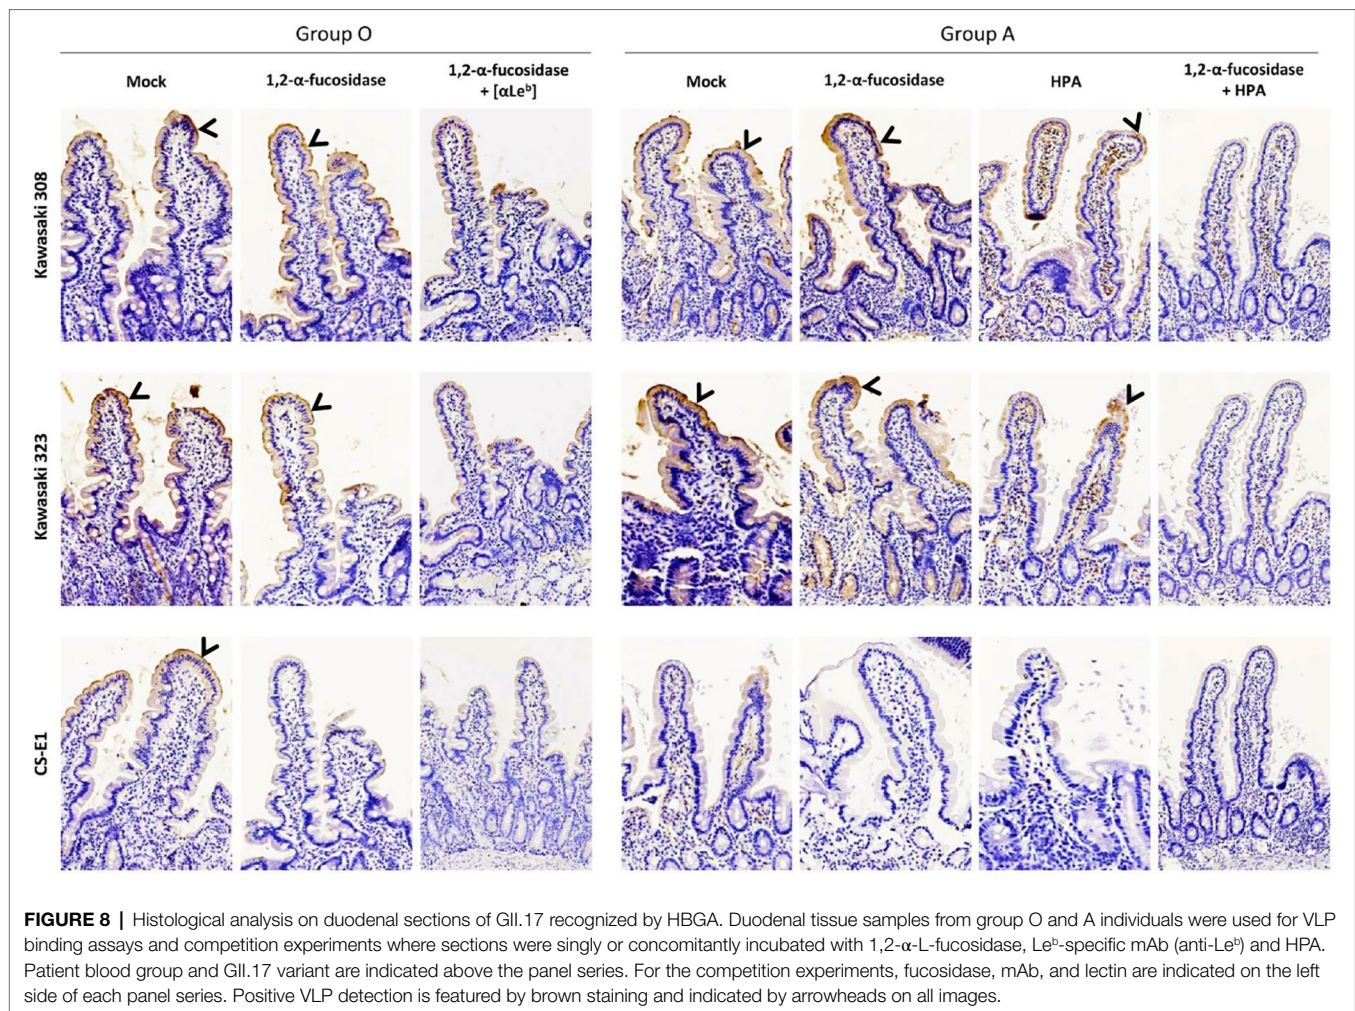 Group O
Group A
Mock
1,2-α-fucosidase
1,2-α-fucosidase
+ [αLeᵇ]
Mock
1,2-α-fucosidase
HPA
1,2-α-fucosidase
+ HPA
Kawasaki 308
Kawasaki 323
CS-E1
FIGURE 8 | Histological analysis on duodenal sections of GII.17 recognized by HBGA. Duodenal tissue samples from group O and A individuals were used for VLP
binding assays and competition experiments where sections were singly or concomitantly incubated with 1,2-α-L-fucosidase, Leᵇ-specific mAb (anti-Leᵇ) and HPA.
Patient blood group and GII.17 variant are indicated above the panel series. For the competition experiments, fucosidase, mAb, and lectin are indicated on the left
side of each panel series. Positive VLP detection is featured by brown staining and indicated by arrowheads on all images.